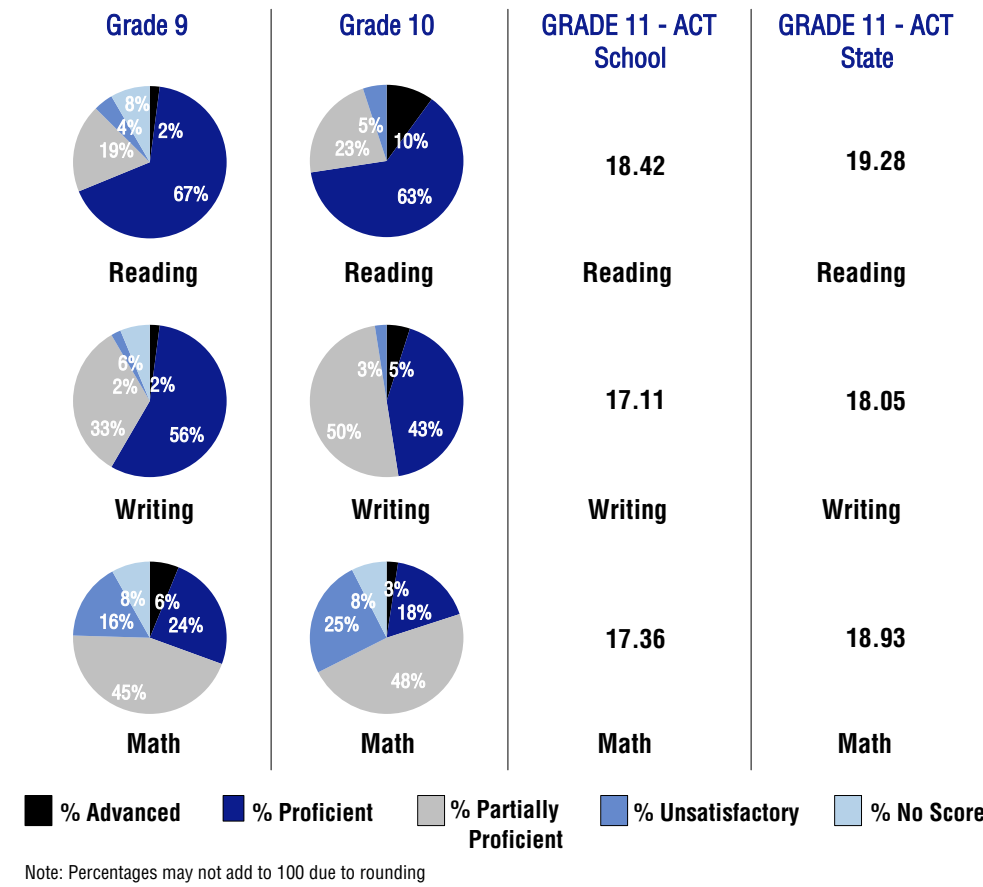 Grade 9
Grade 10
GRADE 11 - ACT
School
GRADE 11 - ACT
State
8%
4%
2%
19%
67%
5%
10%
23%
63%
18.42
19.28
Reading
Reading
Reading
Reading
6%
2%
2%
33%
56%
3%
5%
50%
43%
17.11
18.05
Writing
Writing
Writing
Writing
8%
6%
16%
24%
45%
3%
8%
18%
25%
48%
17.36
18.93
Math
Math
Math
Math
% Advanced
% Proficient
% Partially
Proficient
% Unsatisfactory
% No Score
Note: Percentages may not add to 100 due to rounding